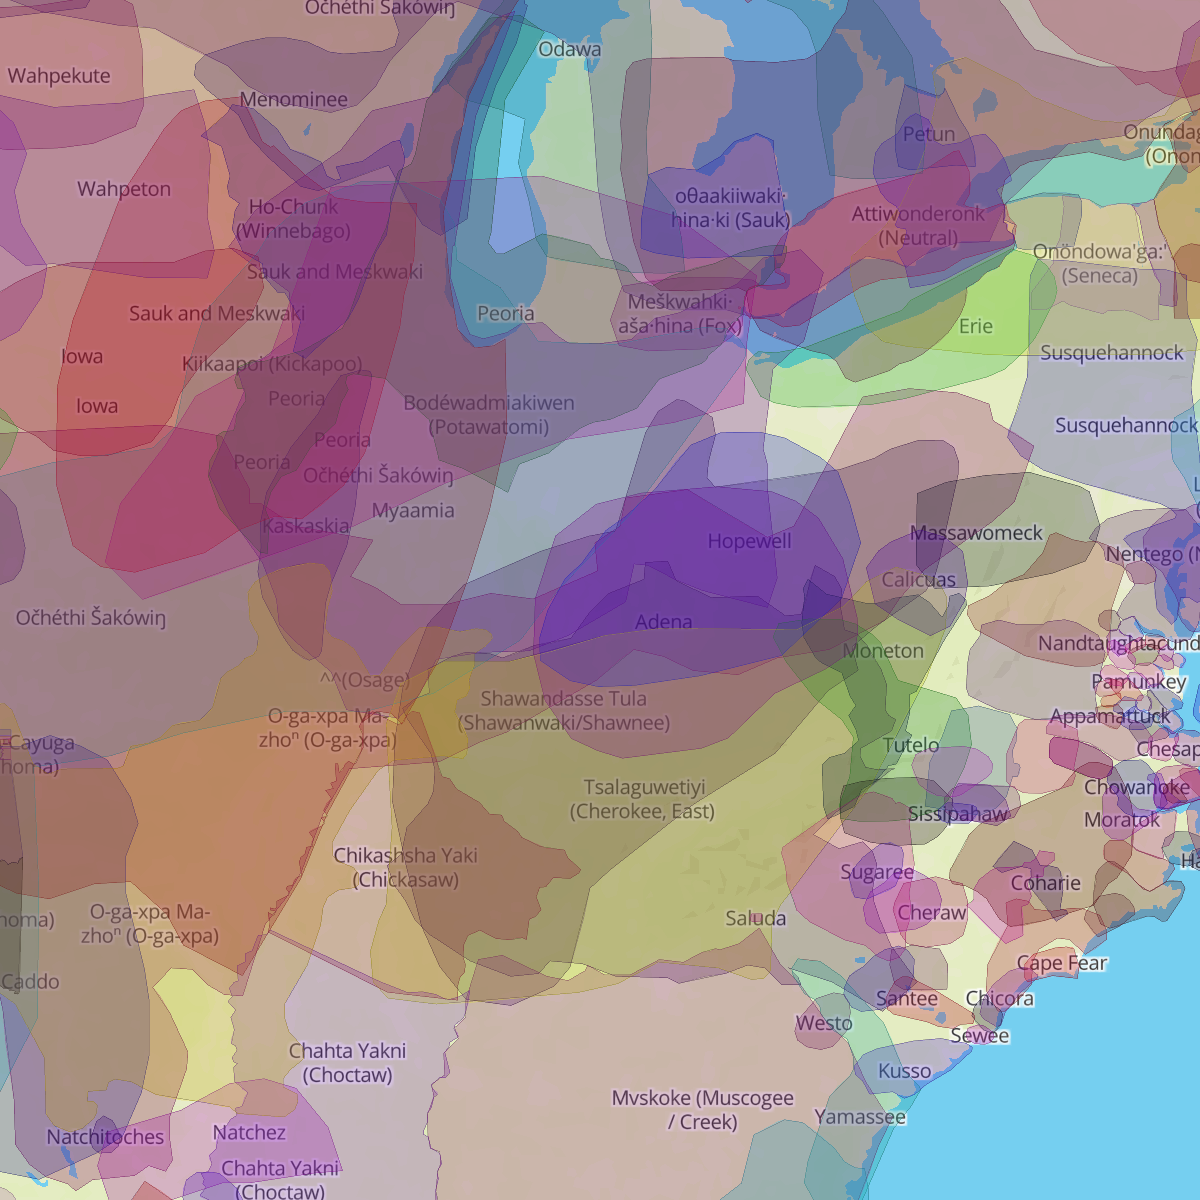 Očhéthi Šakówiŋ
Odawa
Wahpekute
Menominee
Petun
Wahpeton
oθaakiiwaki·
hina·ki (Sauk)
Ho-Chunk
(Winnebago)
Attiwonderonk
(Neutral)
Onöndowa'ga:'
(Seneca)
Sauk and Meskwaki
Sauk and Meskwaki
Peoria
Meškwahki·
aša·hina (Fox)
Erie
Iowa
Kiikaapoi (Kickapoo)
Susquehannock
Iowa
Peoria
Bodéwadmiakiwen
(Potawatomi)
Susquehannock
Peoria
Peoria
Očhéthi Šakówiŋ
Myaamia
Kaskaskia
Hopewell
Massawomeck
Nentego (N
Calicuas
Očhéthi Šakówiŋ
Adena
Moneton
Nandtaughtacund
^^(Osage)
Pamunkey
Shawandasse Tula
(Shawanwaki/Shawnee)
O-ga-xpa Ma-
zhoⁿ (O-ga-xpa)
Appamattuck
Cayuga
homa)
Tutelo
Chesap
Tsalaguwetiyi
(Cherokee, East)
Chowanoke
Sissipahaw
Moratok
Chikashsha Yaki
(Chickasaw)
Sugaree
Coharie
Ha
O-ga-xpa Ma-
zhoⁿ (O-ga-xpa)
homa)
Saluda
Cheraw
Cape Fear
Caddo
Santee
Chicora
Westo
Sewee
Chahta Yakni
(Choctaw)
Kusso
Mvskoke (Muscogee
/ Creek)
Yamassee
Natchitoches
Natchez
Chahta Yakni
(Choctaw)
Onundag
(Onon